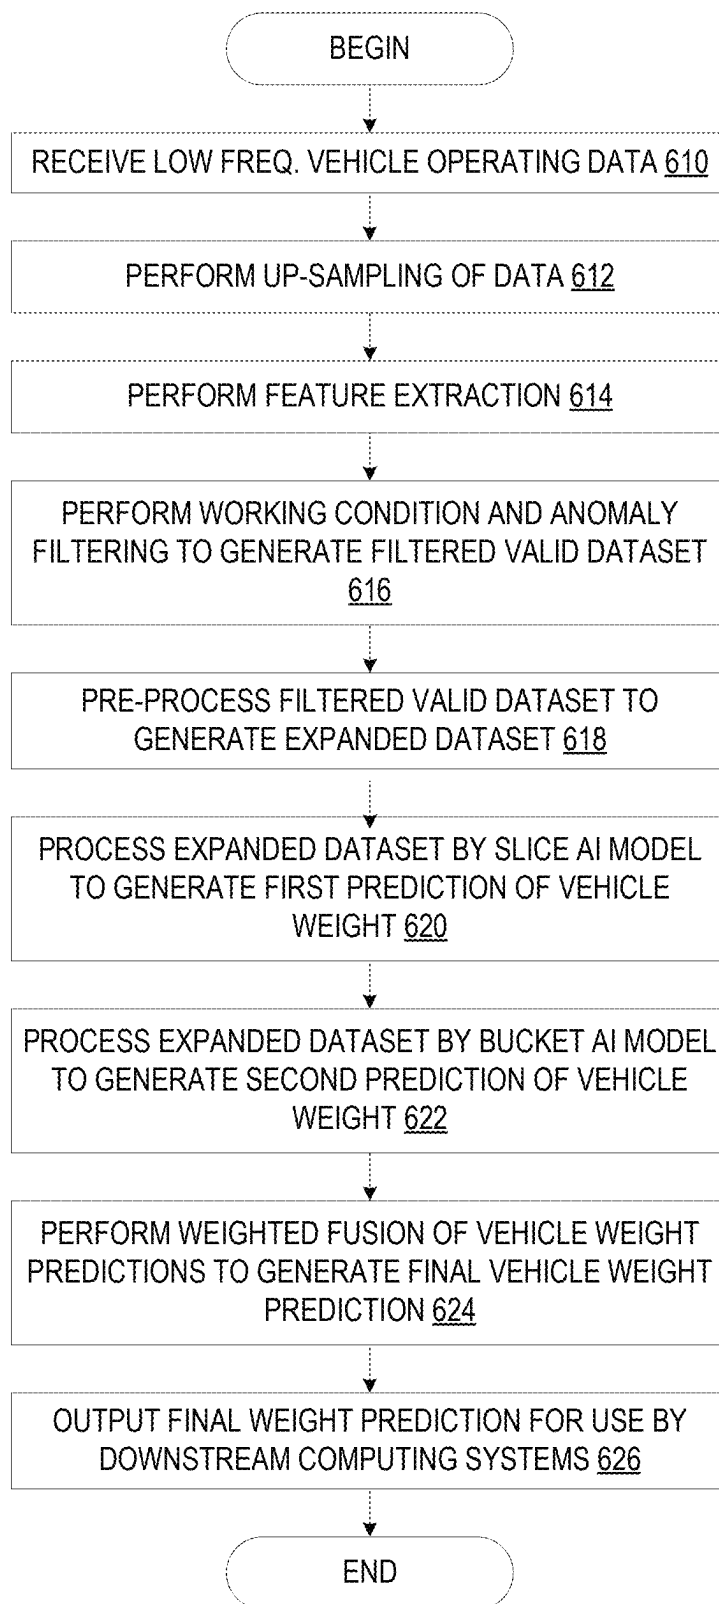 BEGIN
RECEIVE LOW FREQ. VEHICLE OPERATING DATA 610
PERFORM UP-SAMPLING OF DATA 612
PERFORM FEATURE EXTRACTION 614
PERFORM WORKING CONDITION AND ANOMALY
FILTERING TO GENERATE FILTERED VALID DATASET
616
PRE-PROCESS FILTERED VALID DATASET TO
GENERATE EXPANDED DATASET 618
PROCESS EXPANDED DATASET BY SLICE AI MODEL
TO GENERATE FIRST PREDICTION OF VEHICLE
WEIGHT 620
PROCESS EXPANDED DATASET BY BUCKET AI MODEL
TO GENERATE SECOND PREDICTION OF VEHICLE
WEIGHT 622
PERFORM WEIGHTED FUSION OF VEHICLE WEIGHT
PREDICTIONS TO GENERATE FINAL VEHICLE WEIGHT
PREDICTION 624
OUTPUT FINAL WEIGHT PREDICTION FOR USE BY
DOWNSTREAM COMPUTING SYSTEMS 626
END